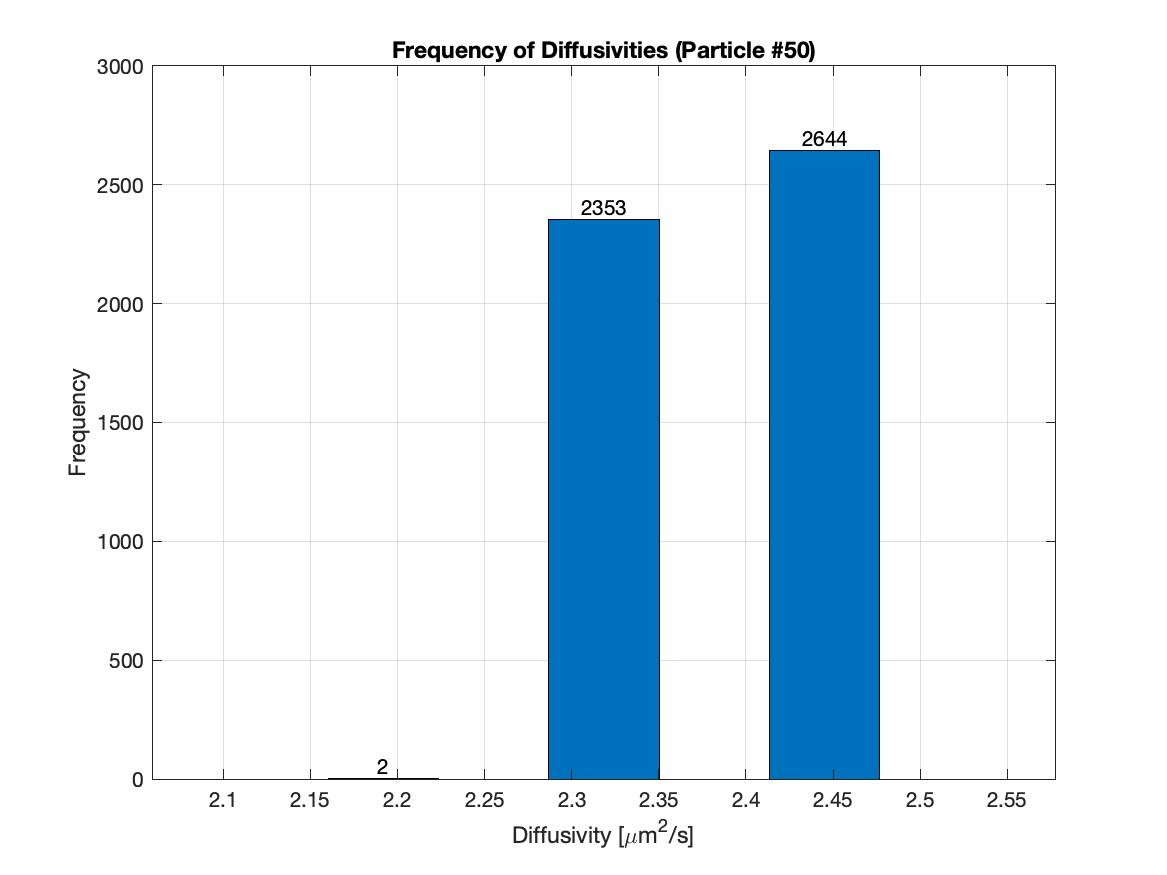 Frequency of Diffusivities (Particle #50)
3000
2500
2000
1500
1000
500
0
Frequency
2
2353
2644
2.1 2.15 2.2 2.25 2.3 2.35 2.4 2.45 2.5 2.55
Diffusivity [μm²/s]